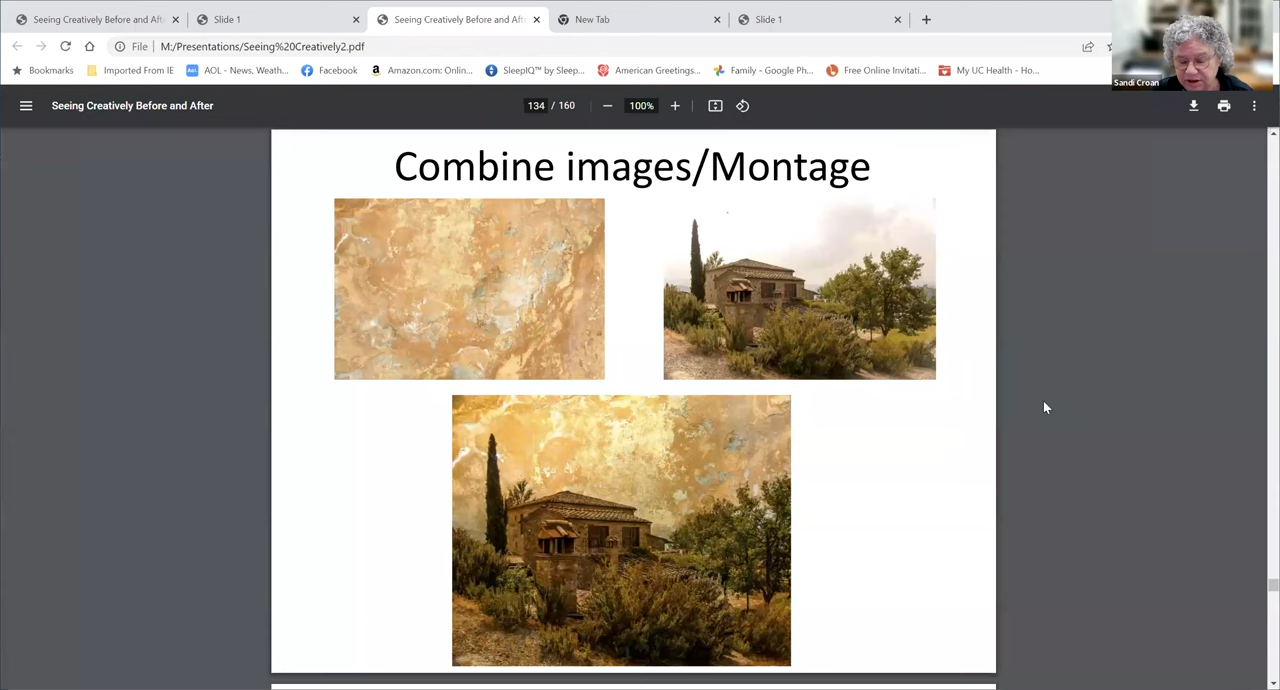 Seeing Creatively Before and Aft
Slide 1
Seeing Creatively Before and Aft
New Tab
Slide 1
File | M:/Presentations/Seeing%20Creatively2.pdf
Bookmarks
Imported From IE
Aol. AOL - News, Weath...
Facebook
a Amazon.com: Onlin...
SleepIQ™ by Sleep...
American Greetings...
Family - Google Ph...
Free Online Invitati...
My UC Health - Ho...
Sandi Croan
Seeing Creatively Before and After
134 / 160
100%
Combine images/Montage